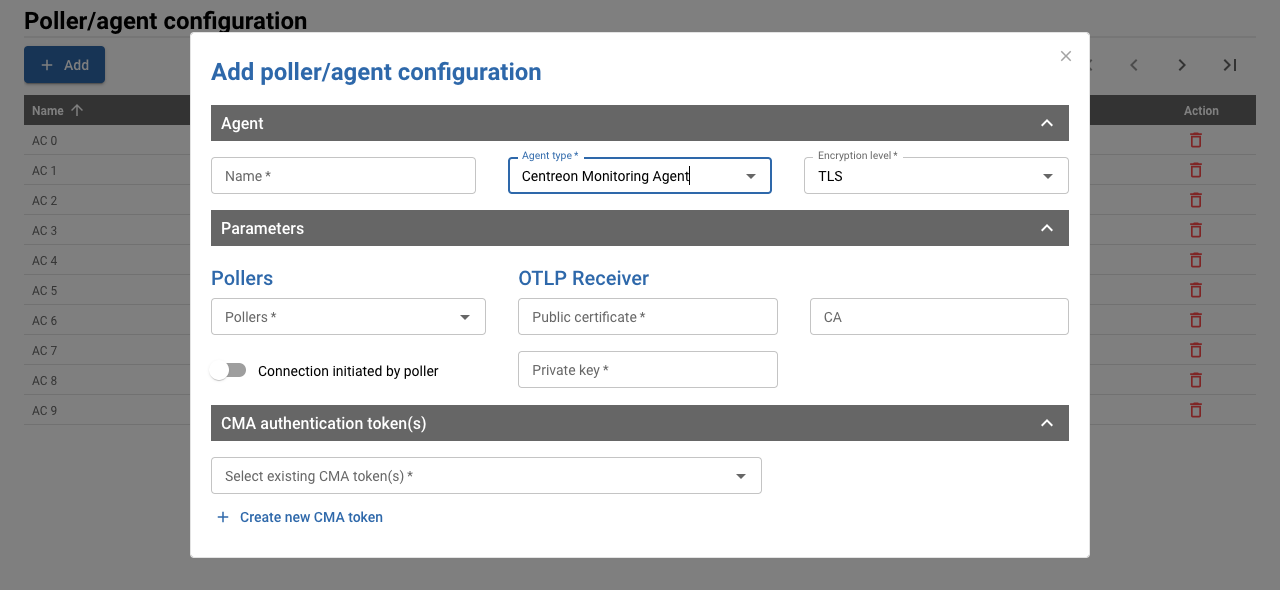 Poller/agent configuration
Add
Name
Action
AC 0
AC 1
AC 2
AC 3
AC 4
AC 5
AC 6
AC 7
AC 8
AC 9
Add poller/agent configuration
Agent
Name *
Agent type *
Centreon Monitoring Agent
Encryption level *
TLS
Parameters
Pollers
OTLP Receiver
Pollers *
Public certificate *
CA
Connection initiated by poller
Private key *
CMA authentication token(s)
Select existing CMA token(s) *
Create new CMA token